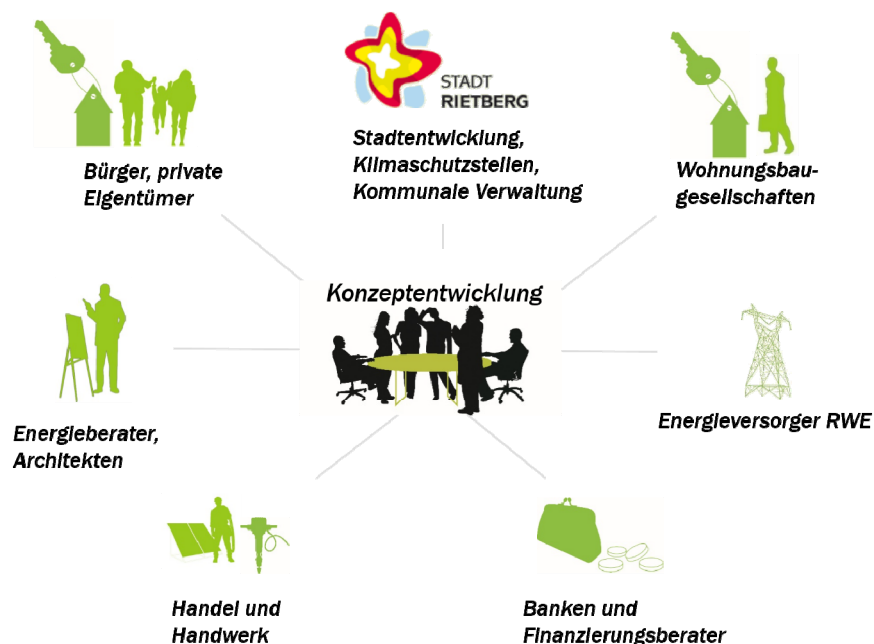 STADT
RIETBERG
Bürger, private
Eigentümer
Stadtentwicklung,
Klimaschutzstellen,
Kommunale Verwaltung
Wohnungsbau-
gesellschaften
Konzeptentwicklung
Energieberater,
Architekten
Energieversorger RWE
Handel und
Handwerk
Banken und
Finanzierungsberater